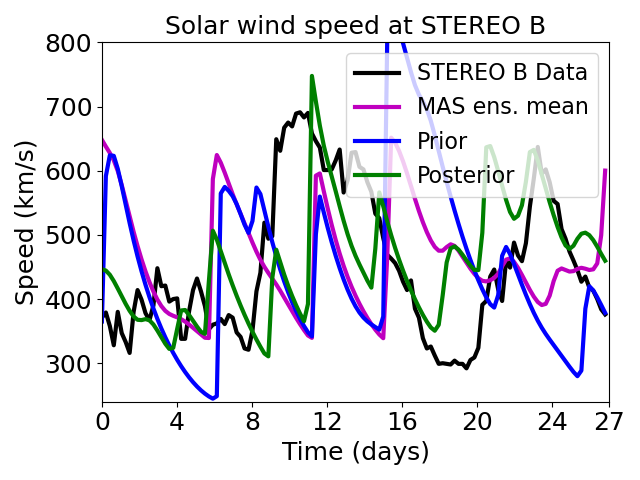 Solar wind speed at STEREO B
800
700
600
500
400
300
Speed (km/s)
STEREO B Data
MAS ens. mean
Prior
Posterior
0 4 8 12 16 20 24 27
Time (days)